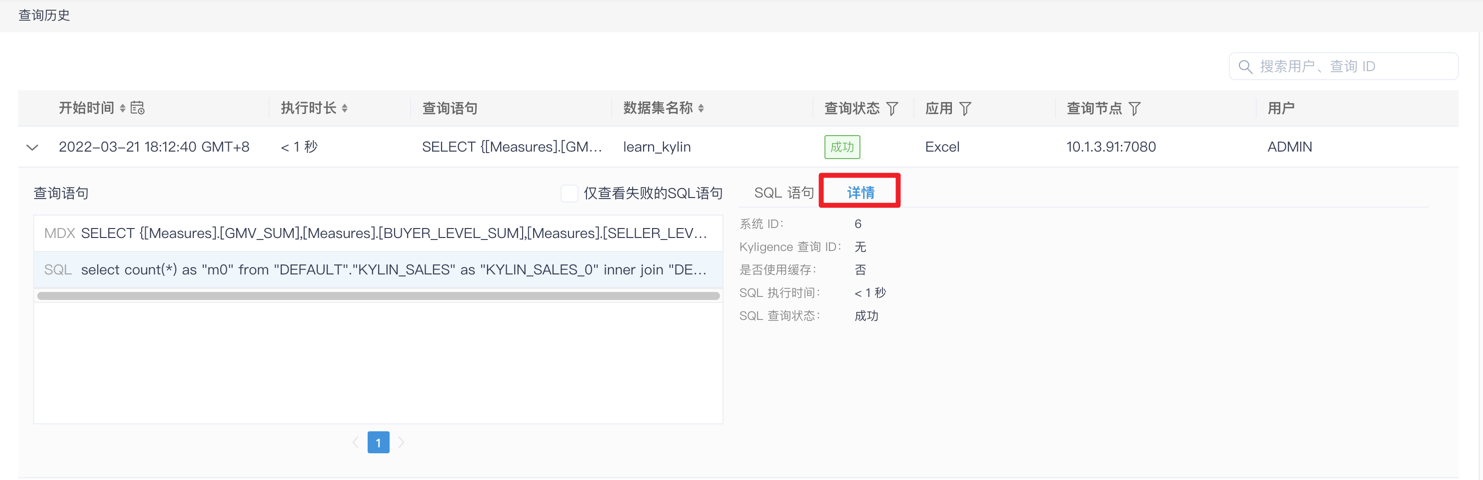 查询历史
搜索用户、查询 ID
开始时间 执行时长 查询语句 数据集名称 查询状态 应用 查询节点 用户
2022-03-21 18:12:40 GMT+8 < 1 秒 SELECT {[Measures].[GM... learn_kylin 成功 Excel 10.1.3.91:7080 ADMIN
查询语句 仅查看失败的SQL语句
MDX SELECT {[Measures].[GMV_SUM],[Measures].[BUYER_LEVEL_SUM],[Measures].[SELLER_LEV...
SQL select count(*) as "m0" from "DEFAULT"."KYLIN_SALES" as "KYLIN_SALES_0" inner join "DE...
1
SQL 语句 详情
系统 ID： 6
Kyligence 查询 ID： 无
是否使用缓存： 否
SQL 执行时间： < 1 秒
SQL 查询状态： 成功